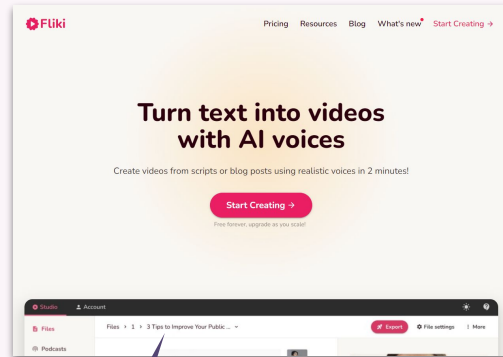 Fliki
Pricing Resources Blog What's new Start Creating →
Turn text into videos
with AI voices
Create videos from scripts or blog posts using realistic voices in 2 minutes!
Start Creating →
Free forever, upgrade as you scale!
Studio Account
Files Files > 1 > 3 Tips to Improve Your Public ... Export File settings More
Podcasts